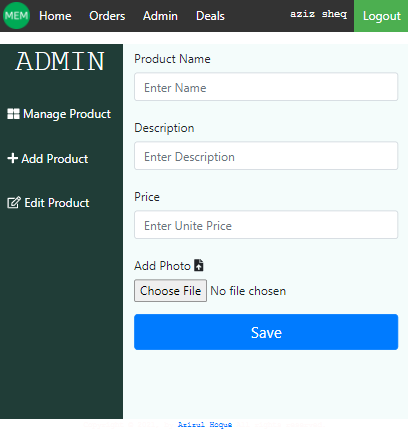 MEM Home Orders Admin Deals aziz sheq Logout
ADMIN
Manage Product
Add Product
Edit Product
Product Name
Enter Name
Description
Enter Description
Price
Enter Unite Price
Add Photo
Choose File No file chosen
Save
Azizul Hoque